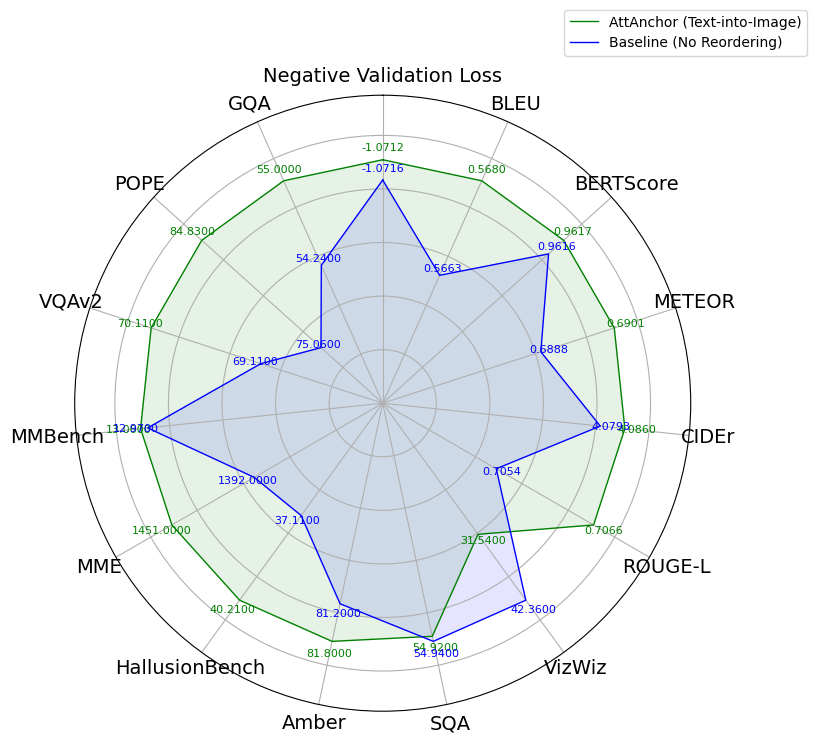 AttAnchor (Text-into-Image)
Baseline (No Reordering)
Negative Validation Loss
GQA
BLEU
-1.0712
55.0000
0.5680
-1.0716
POPE
BERTScore
84.8300
0.9617
0.9616
54.2400
0.5663
VQAv2
METEOR
70.1100
0.6901
75.0600
0.6888
69.1100
MMBench
4.0793
4.0860
CIDEr
0.7054
1392.0000
37.1100
1451.0000
0.7066
31.5400
MME
ROUGE-L
40.2100
81.2000
42.3600
54.9200
81.8000
54.9400
HallusionBench
VizWiz
Amber
SQA